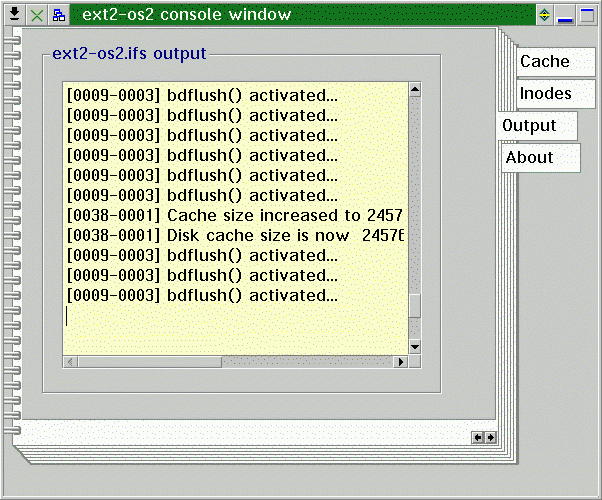 ext2-os2 console window
ext2-os2.ifs output
[0009-0003] bdflush() activated...
[0009-0003] bdflush() activated...
[0009-0003] bdflush() activated...
[0009-0003] bdflush() activated...
[0009-0003] bdflush() activated...
[0009-0003] bdflush() activated...
[0038-0001] Cache size increased to 2457
[0038-0001] Disk cache size is now 24576
[0009-0003] bdflush() activated...
[0009-0003] bdflush() activated...
[0009-0003] bdflush() activated...
Cache
Inodes
Output
About